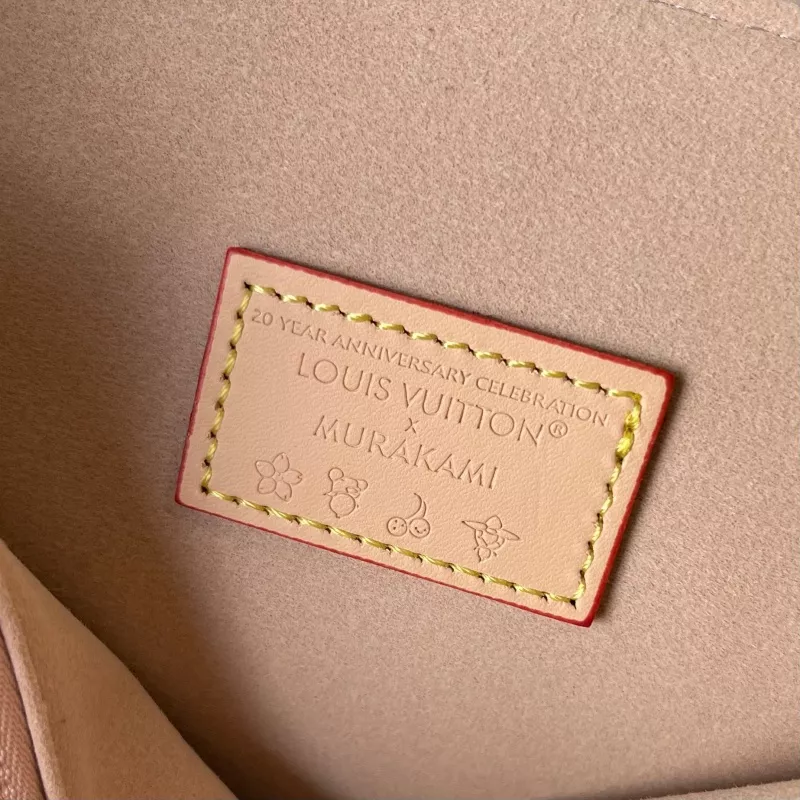 20 YEAR ANNIVERSARY CELEBRATION
LOUIS VUITTON®
x
MURAKAMI